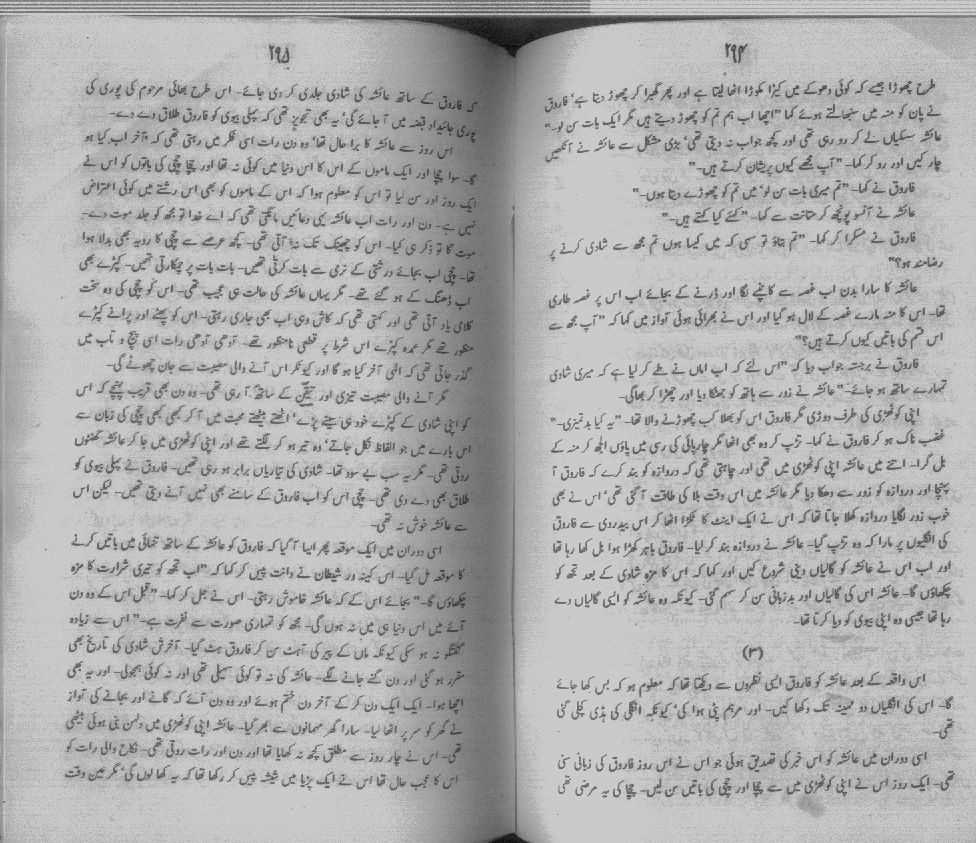 ۲۹۴
طرح چھوڑا جیسے کہ کوئی دھوکے میں کیڑا مکوڑا اٹھا لیتا ہے اور پھر گھبرا کر چھوڑ دیتا ہے‘ فاروق
نے پان کو منہ میں سنبھالتے ہوئے کہا ”اچھا اب ہم تم کو چھوڑ دیتے ہیں مگر ایک بات سن لو۔“
عائشہ سسکیاں لے کر رو رہی تھی اور کچھ جواب نہ دیتی تھی‘ بڑی مشکل سے عائشہ نے آنکھیں
چار کیں اور رو کر کہا۔ ”آپ مجھے کیوں پریشان کرتے ہیں۔“
فاروق نے کہا۔ ”تم میری بات سن لو‘ میں تم کو چھوڑے دیتا ہوں۔“
عائشہ نے آنسو پونچھ کر متانت سے کہا۔ ”کہئے کیا کہتے ہیں۔“
فاروق نے مسکرا کر کہا۔ ”تم بتاؤ تو سہی کہ میں کیسا ہوں تم مجھ سے شادی کرنے پر
رضامند ہو؟“
عائشہ کا سارا بدن اب غصہ سے کانپنے لگا اور ڈرنے کے بجائے اب اس پر غصہ طاری
تھا۔ اس کا منہ مارے غصہ کے لال ہو گیا اور اس نے بھرائی ہوئی آواز میں کہا کہ ”آپ مجھ سے
اس قسم کی باتیں کیوں کرتے ہیں؟“
فاروق نے برجستہ جواب دیا کہ ”اس لئے کہ اب اماں نے طے کر لیا ہے کہ میری شادی
تمہارے ساتھ ہو جائے۔“ عائشہ نے زور سے ہاتھ کو جھٹکا دیا اور چھڑا کر بھاگی۔
اپنی کوٹھڑی کی طرف دوڑی مگر فاروق اس کو بھلا کب چھوڑنے والا تھا۔ ”یہ کیا بدتمیزی۔“
غضب ناک ہو کر فاروق نے کہا۔ تڑپ کر وہ بھی اٹھا مگر چارپائی کی رسی میں پاؤں الجھ کر منہ کے
بل گرا۔ اتنے میں عائشہ اپنی کوٹھڑی میں تھی اور چاہتی تھی کہ دروازہ کو بند کرے کہ فاروق آ
پہنچا اور دروازہ کو زور سے دھکا دیا مگر عائشہ میں اس وقت بلا کی طاقت آ گئی تھی‘ اس نے بھی
خوب زور لگایا دروازہ کھلا جاتا تھا کہ اس نے ایک اینٹ کا ٹکڑا اٹھا کر اس بیدردی سے فاروق
کی انگلیوں پر مارا کہ وہ تڑپ گیا۔ عائشہ نے دروازہ بند کر لیا۔ فاروق باہر کھڑا ہوا بل کھا رہا تھا
اور اب اس نے عائشہ کو گالیاں دینی شروع کیں اور کہا کہ اس کا مزہ شادی کے بعد تجھ کو
چکھاؤں گا۔ عائشہ اس کی گالیاں اور بدزبانی سن کر سہم گئی۔ کیونکہ وہ عائشہ کو ایسی گالیاں دے
رہا تھا جیسی وہ اپنی بیوی کو دیا کرتا تھا۔
(۳)
اس واقعہ کے بعد عائشہ کو فاروق ایسی نظروں سے دیکھتا تھا کہ معلوم ہو کہ بس کھا جائے
گا۔ اس کی انگلیاں دو مہینہ تک دکھا کیں۔ اور مرہم پٹی ہوا کی‘ کیونکہ انگلی کی ہڈی کچلی گئی
تھی۔
اسی دوران میں عائشہ کو اس خبر کی تصدیق ہوئی جو اس نے اس روز فاروق کی زبانی سنی
تھی۔ ایک روز اس نے اپنی کوٹھڑی میں سے چچا اور چچی کی باتیں سن لیں۔ چچا کی یہ مرضی تھی
۲۹۵
کہ فاروق کے ساتھ عائشہ کی شادی جلدی کر دی جائے۔ اس طرح بھائی مرحوم کی پوری کی
پوری جائیداد قبضہ میں آ جائے گی‘ یہ بھی تجویز تھی کہ پہلی بیوی کو فاروق طلاق دے دے۔
اس روز سے عائشہ کا برا حال تھا‘ وہ دن رات اسی فکر میں رہتی تھی کہ ”آخر اب کیا ہو
گا۔ سوا چچا اور ایک ماموں کے اس کا اس دنیا میں کوئی نہ تھا اور چچا چچی کی باتوں کو اس نے
ایک روز اور سن لیا تو اس کو معلوم ہوا کہ اس کے ماموں کو بھی اس رشتے میں کوئی اعتراض
نہیں ہے۔ دن اور رات اب عائشہ یہی دعائیں مانگتی تھی کہ اے خدا تو مجھ کو جلد موت دے۔
موت کا تو ذکر ہی کیا۔ اس کو چھینک تک نہ آتی تھی۔ کچھ عرصے سے چچی کا رویہ بھی بدلا ہوا
تھا۔ چچی اب بجائے درشتی کے نرمی سے بات کرتی تھیں۔ بات بات پر چمکارتی تھیں۔ کپڑے بھی
اب ڈھنگ کے ہو گئے تھے۔ مگر یہاں عائشہ کی حالت ہی عجیب تھی۔ اس کو چچی کی وہ سخت
کلامی یاد آتی تھی اور کہتی تھی کہ کاش وہی اب بھی جاری رہتی۔ اس کو پھٹے اور پرانے کپڑے
منظور تھے مگر عمدہ کپڑے اس شرط پر قطعی نامنظور تھے۔ آدھی آدھی رات اسی پیچ و تاب میں
گذر جاتی تھی کہ الہی آخر کیا ہو گا اور کیونکر اس آنے والی مصیبت سے جان چھوٹے گی۔
مگر آنے والی مصیبت تیزی اور تیقّن کے ساتھ آ رہی تھی۔ وہ دن بھی قریب پہنچے کہ اس
کو اپنی شادی کے کپڑے خود ہی سینے پڑے‘ اٹھتے بیٹھتے محبت میں آ کر کبھی کبھی چچی کی زبان سے
اس بارے میں جو الفاظ نکل جاتے‘ وہ تیر ہو کر لگتے تھے اور اپنی کوٹھڑی میں جا کر عائشہ گھنٹوں
روتی تھی۔ مگر یہ سب بے سود تھا۔ شادی کی تیاریاں برابر ہو رہی تھیں۔ فاروق نے پہلی بیوی کو
طلاق بھی دے دی تھی۔ چچی اس کو اب فاروق کے سامنے بھی نہیں آنے دیتی تھیں۔ لیکن اس
سے عائشہ خوش نہ تھی۔
اسی دوران میں ایک موقعہ پھر ایسا آ گیا کہ فاروق کو عائشہ کے ساتھ تنہائی میں باتیں کرنے
کا موقعہ مل گیا۔ اس کینہ ور شیطان نے دانت پیس کر کہا کہ ”اب تجھ کو تیری شرارت کا مزہ
چکھاؤں گا۔“ بجائے اس کے کہ عائشہ خاموش رہتی۔ اس نے جل کر کہا۔ ”قبل اس کے وہ دن
آئے میں اس دنیا ہی میں نہ ہوں گی۔ مجھ کو تمہاری صورت سے نفرت ہے۔“ اس سے زیادہ
گفتگو نہ ہو سکی کیونکہ ماں کے پیر کی آہٹ سن کر فاروق ہٹ گیا۔ آخرش شادی کی تاریخ بھی
مقرر ہو گئی اور دن گنے جانے لگے۔ عائشہ کی نہ تو کوئی سہیلی تھی اور نہ کوئی ہمجولی۔ اور یہ بھی
اچھا ہوا۔ ایک ایک دن کر کے آخر دن ختم ہوئے اور وہ دن آئے کہ گانے اور بجانے کی آواز
نے گھر کو سر پر اٹھا لیا۔ سارا گھر مہمانوں سے بھر گیا۔ عائشہ اپنی کوٹھڑی میں دلہن بنی ہوئی بیٹھی
تھی۔ اس نے چار روز سے مطلق کچھ نہ کھایا تھا اور دن اور رات روتی تھی۔ نکاح والی رات کو
اس کا عجب حال تھا اس نے ایک پڑیا میں شیشہ پیس کر رکھا تھا کہ یہ کھا لوں گی‘ مگر عین وقت